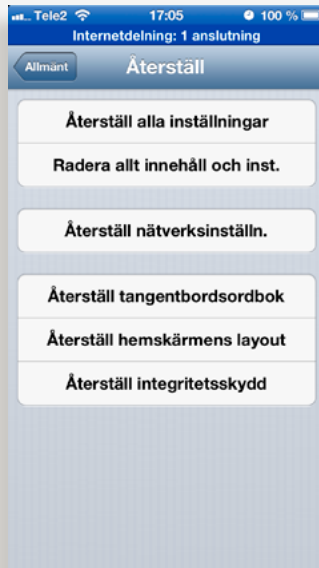 Tele2 17:05 100 %
Internetdelning: 1 anslutning
Allmänt Återställ
Återställ alla inställningar
Radera allt innehåll och inst.
Återställ nätverksinställn.
Återställ tangentbordsordbok
Återställ hemskärmens layout
Återställ integritetsskydd